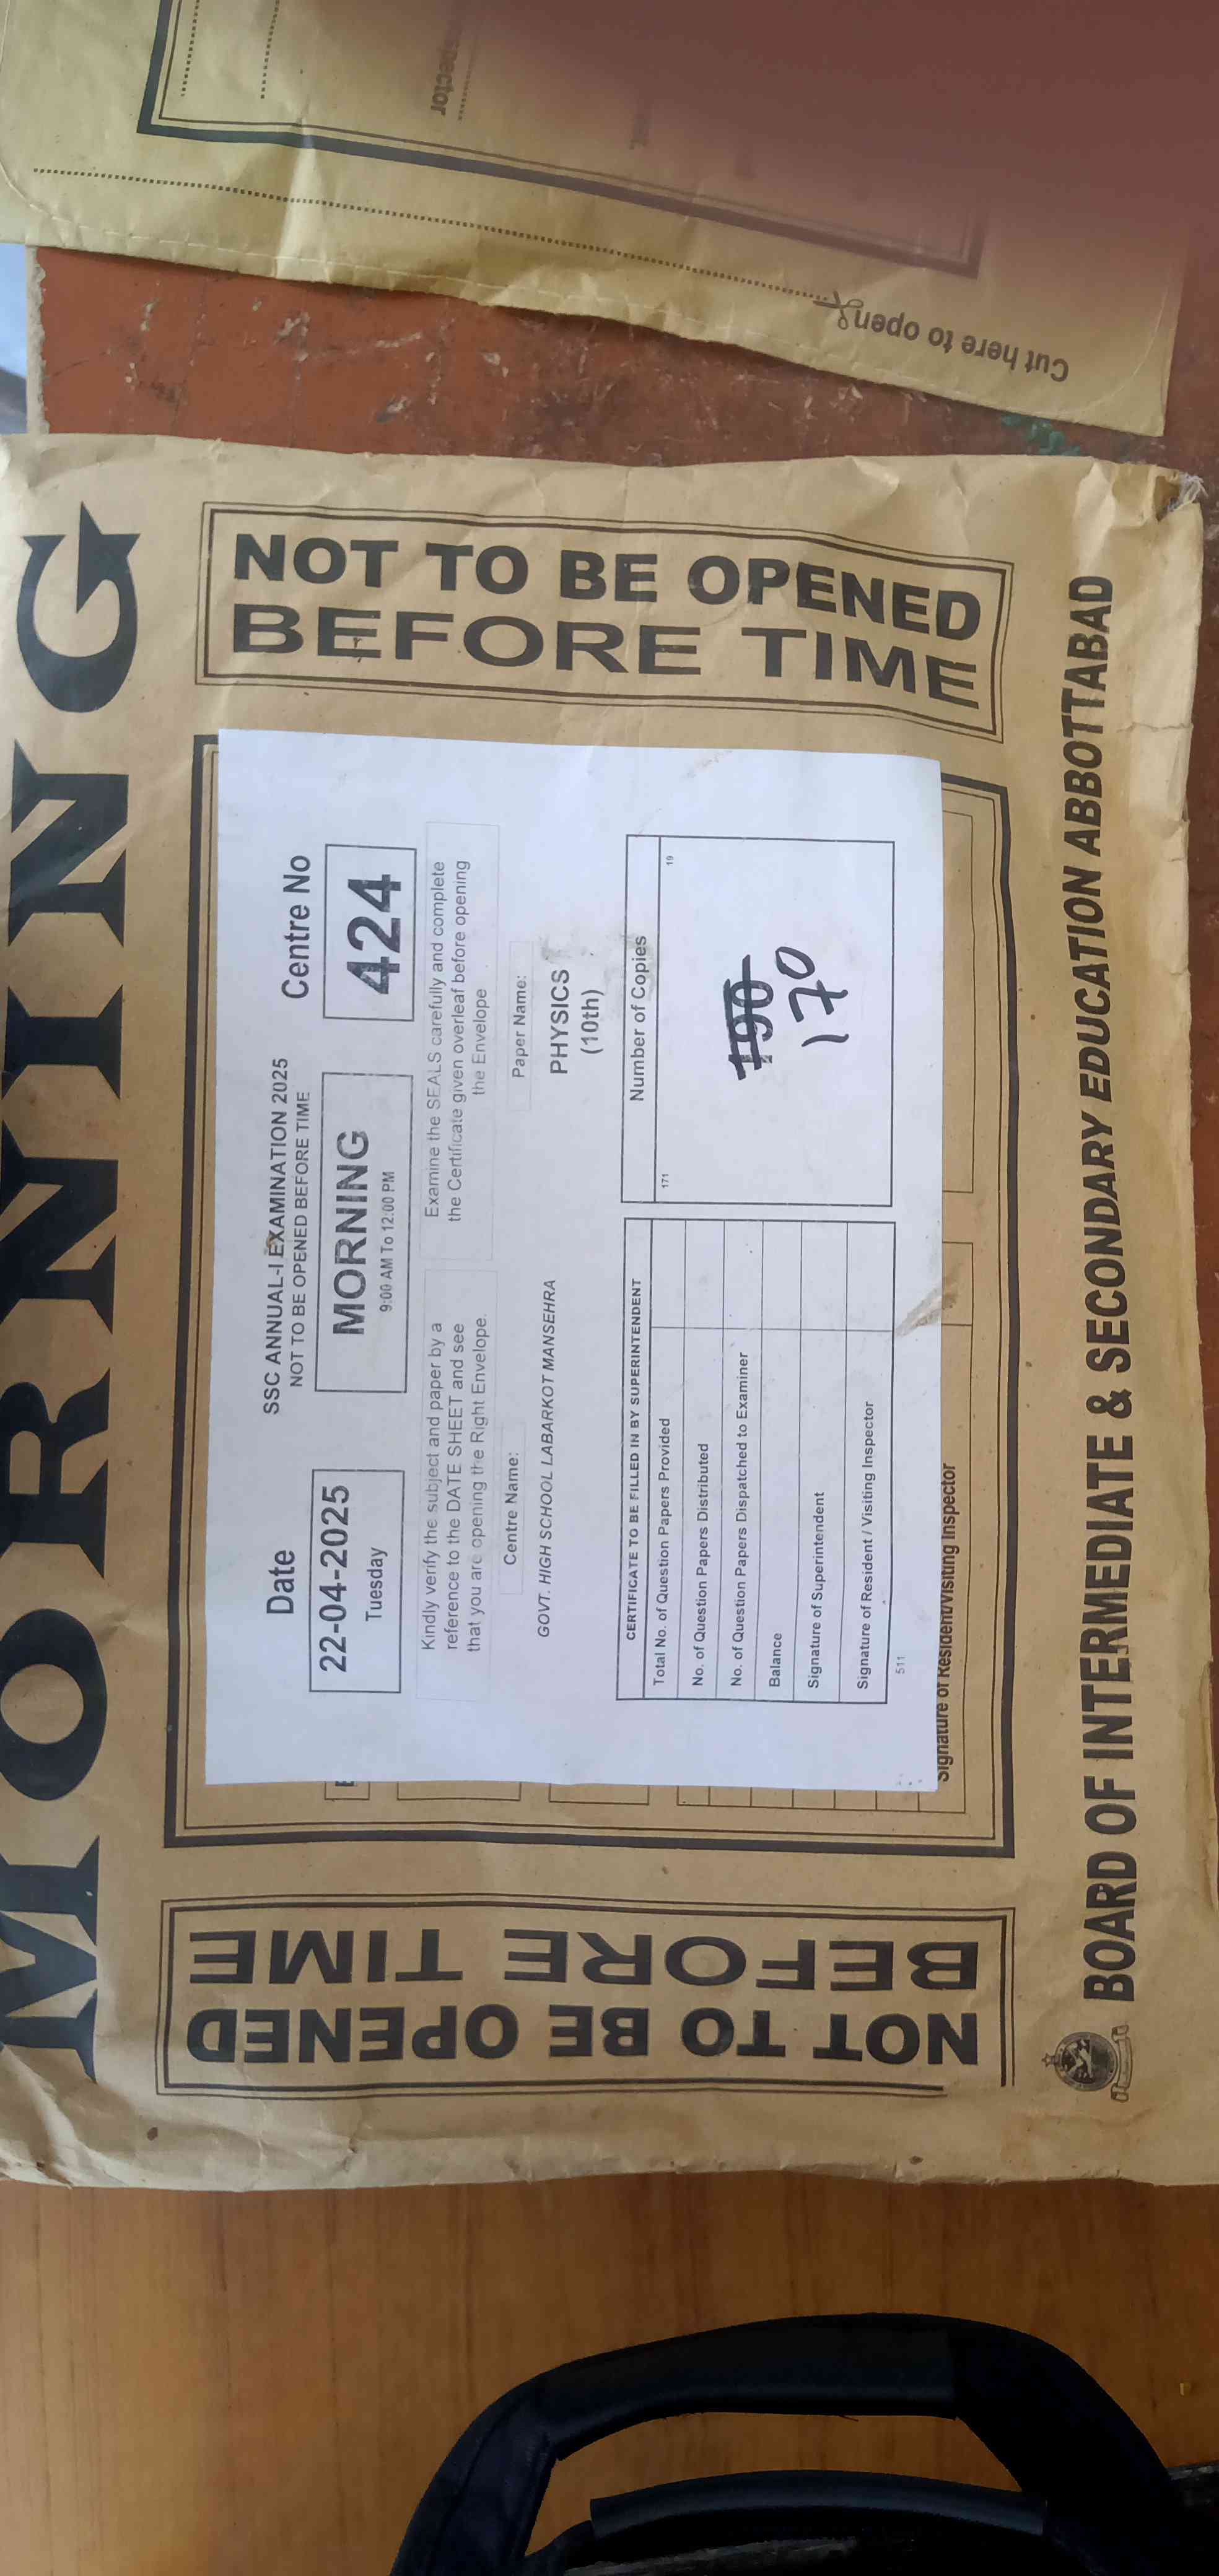 MORNING
NOT TO BE OPENED
BEFORE TIME
SSC ANNUAL-I EXAMINATION 2025
NOT TO BE OPENED BEFORE TIME
Date
22-04-2025
Tuesday
MORNING
9:00 AM To 12:00 PM
Centre No
424
Kindly verify the subject and paper by a
reference to the DATE SHEET and see
that you are opening the Right Envelope.
Examine the SEALS carefully and complete
the Certificate given overleaf before opening
the Envelope
Centre Name:
GOVT. HIGH SCHOOL LABARKOT MANSEHRA
Paper Name:
PHYSICS
(10th)
CERTIFICATE TO BE FILLED IN BY SUPERINTENDENT
Total No. of Question Papers Provided
No. of Question Papers Distributed
No. of Question Papers Dispatched to Examiner
Balance
Signature of Superintendent
Signature of Resident / Visiting Inspector
511
Number of Copies
171
19
190
170
Signature of Resident/Visiting Inspector
NOT TO BE OPENED
BEFORE TIME
BOARD OF INTERMEDIATE & SECONDARY EDUCATION ABBOTTABAD
Cut here to open